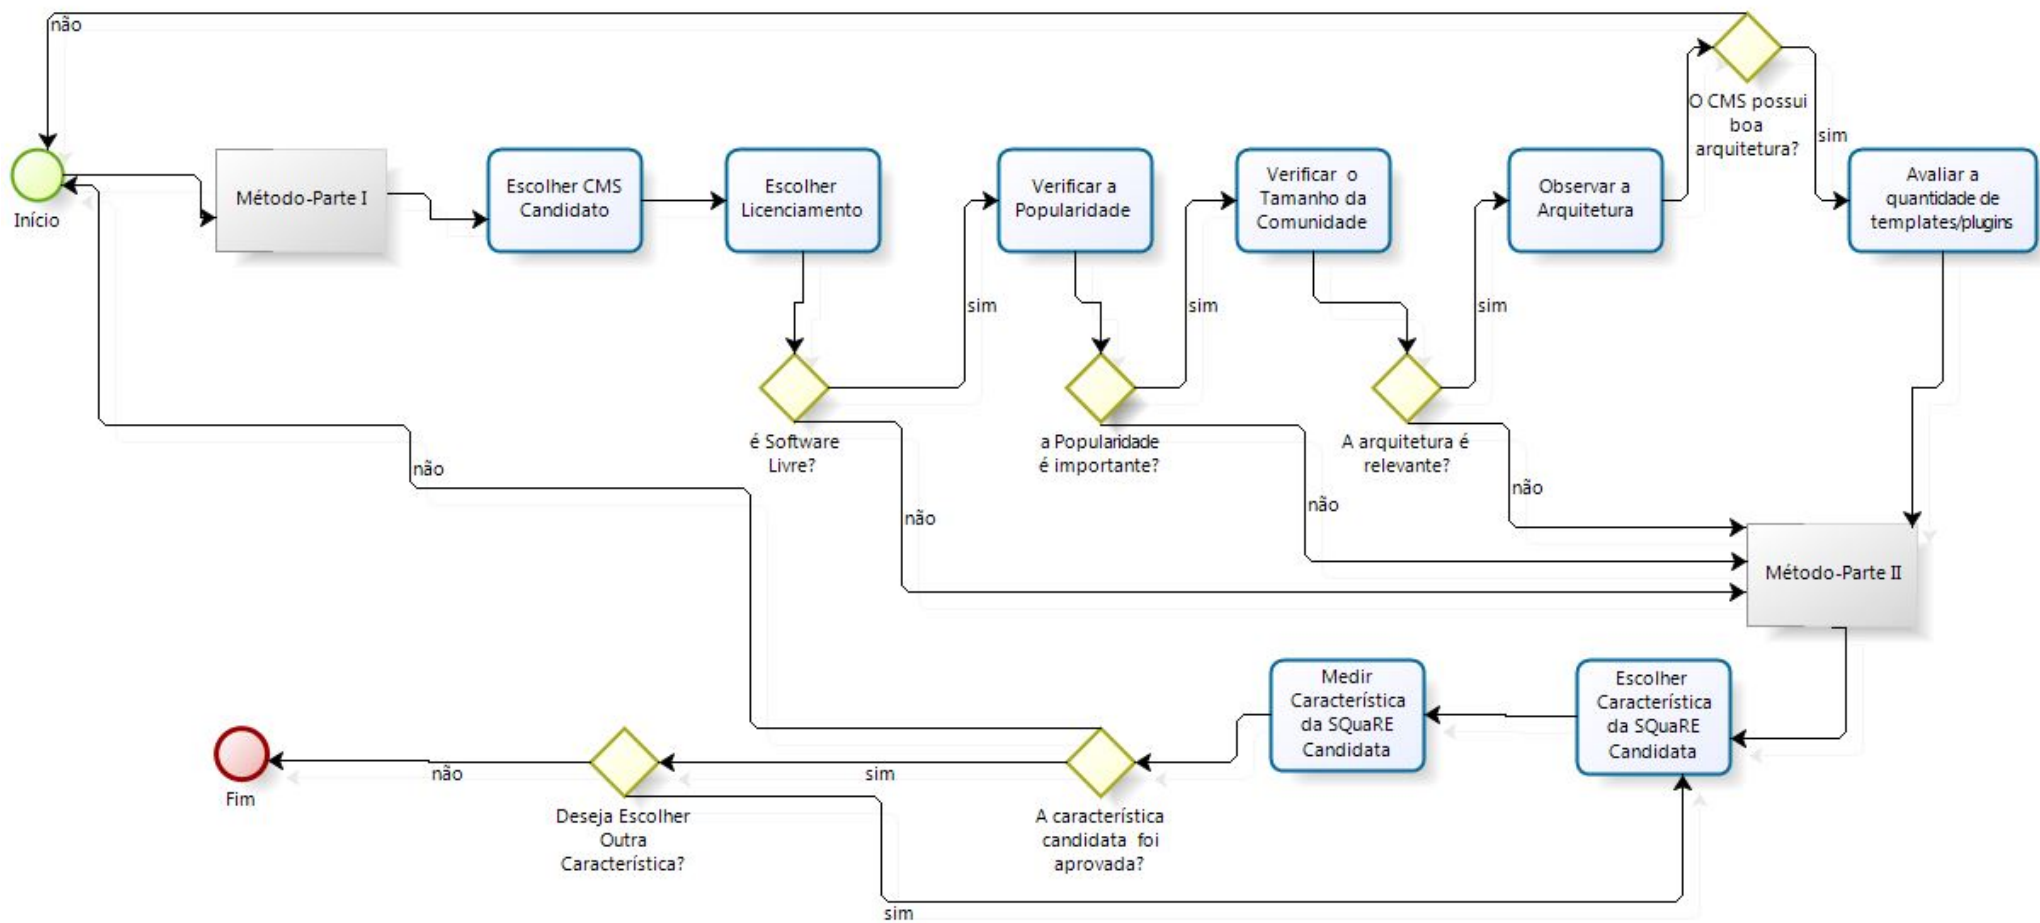 não
O CMS possui
boa
arquitetura?
sim
Início
Método-Parte I
Escolher CMS
Candidato
Escolher
Licenciamento
Verificar a
Popularidade
Verificar o
Tamanho da
Comunidade
Observar a
Arquitetura
Avaliar a
quantidade de
templates/plugins
sim
sim
sim
é Software
Livre?
a Popularidade
é importante?
A arquitetura é
relevante?
não
não
não
não
Método-Parte II
Escolher
Característica
da SQuaRE
Candidata
Medir
Característica
da SQuaRE
Candidata
A característica
candidata foi
aprovada?
sim
Deseja Escolher
Outra
Característica?
não
Fim
sim